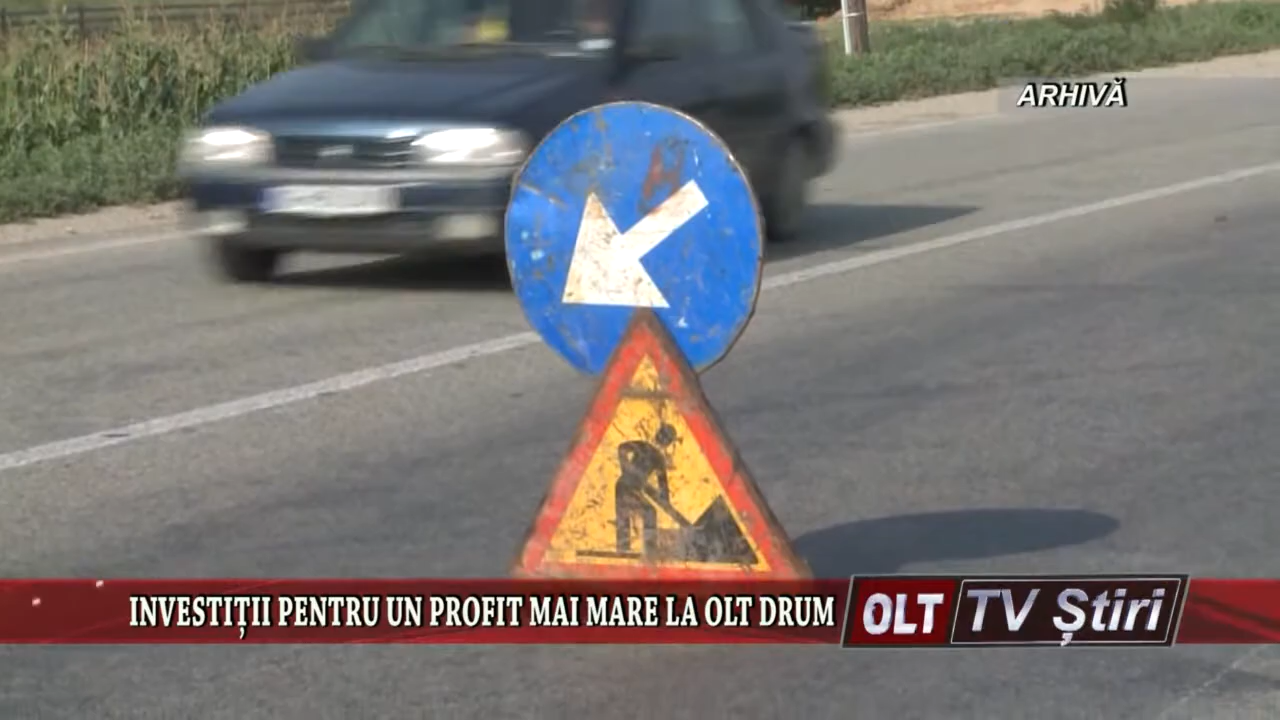 ARHIVĂ
INVESTIȚII PENTRU UN PROFIT MAI MARE LA OLT DRUM
OLT TV Știri